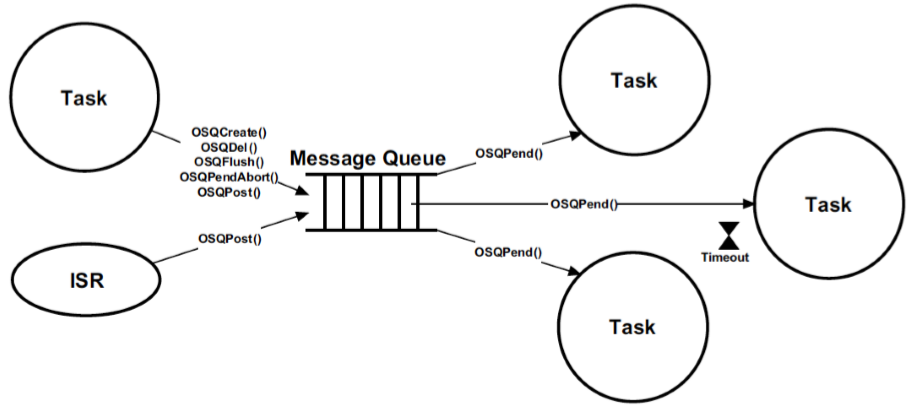 Task
OSQCreate()
OSQDel()
OSQFlush()
OSQPendAbort()
OSQPost()
Message Queue
OSQPend()
Task
OSQPend()
Task
Timeout
ISR
OSQPost()
OSQPend()
Task